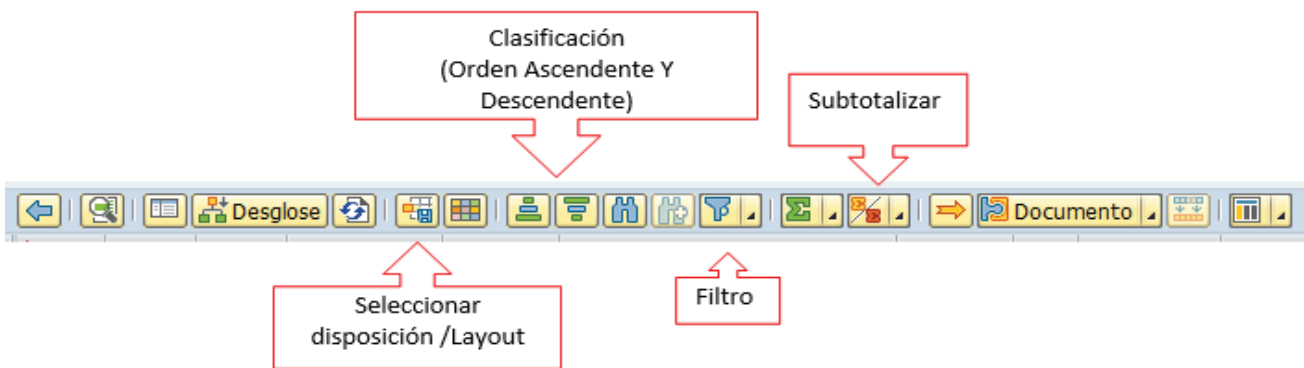 Clasificación
(Orden Ascendente Y
Descendente)
Subtotalizar
Desglose
Documento
Seleccionar
disposición /Layout
Filtro